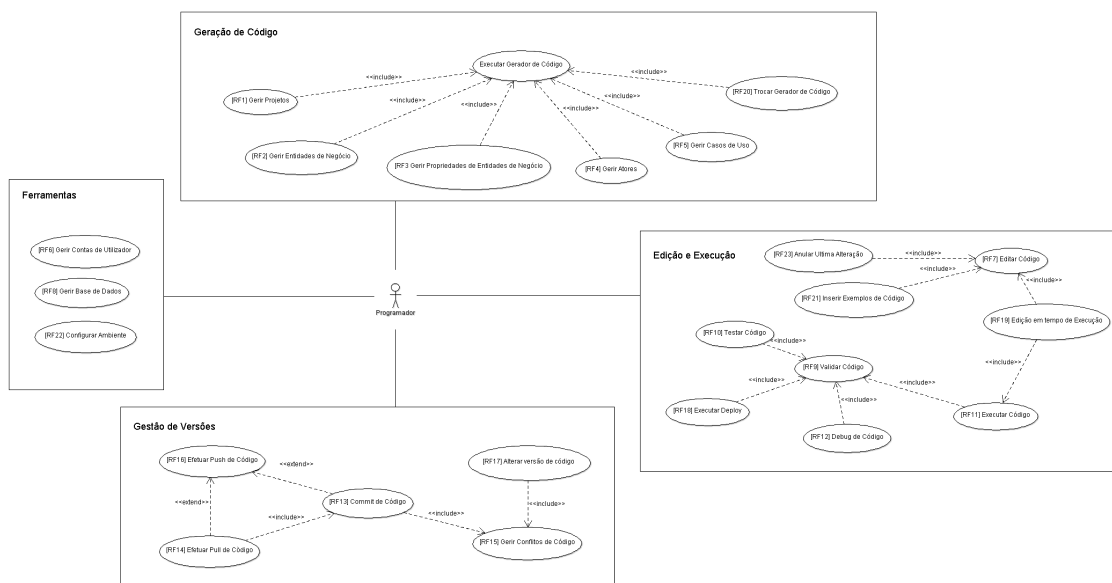 Geração de Código
Executar Gerador de Código
<<include>>
<<include>>
<<include>>
<<include>>
<<include>>
<<include>>
[RF1] Gerir Projetos
[RF20] Trocar Gerador de Código
[RF2] Gerir Entidades de Negócio
[RF3 Gerir Propriedades de Entidades de Negócio
[RF4] Gerir Atores
[RF5] Gerir Casos de Uso
Ferramentas
[RF6] Gerir Contas de Utilizador
[RF8] Gerir Base de Dados
[RF22] Configurar Ambiente
Programador
Edição e Execução
[RF23] Anular Ultima Alteração
<<include>>
[RF7] Editar Código
<<include>>
<<include>>
[RF21] Inserir Exemplos de Código
[RF19] Edição em tempo de Execução
[RF10] Testar Código
<<include>>
<<include>>
[RF9] Validar Código
<<include>>
<<include>>
<<include>>
[RF18] Executar Deploy
[RF12] Debug de Código
[RF11] Executar Código
Gestão de Versões
[RF16] Efetuar Push de Código
<<extend>>
[RF17] Alterar versão de código
<<extend>>
[RF13] Commit de Código
<<include>>
<<include>>
<<include>>
[RF14] Efetuar Pull de Código
[RF15] Gerir Conflitos de Código